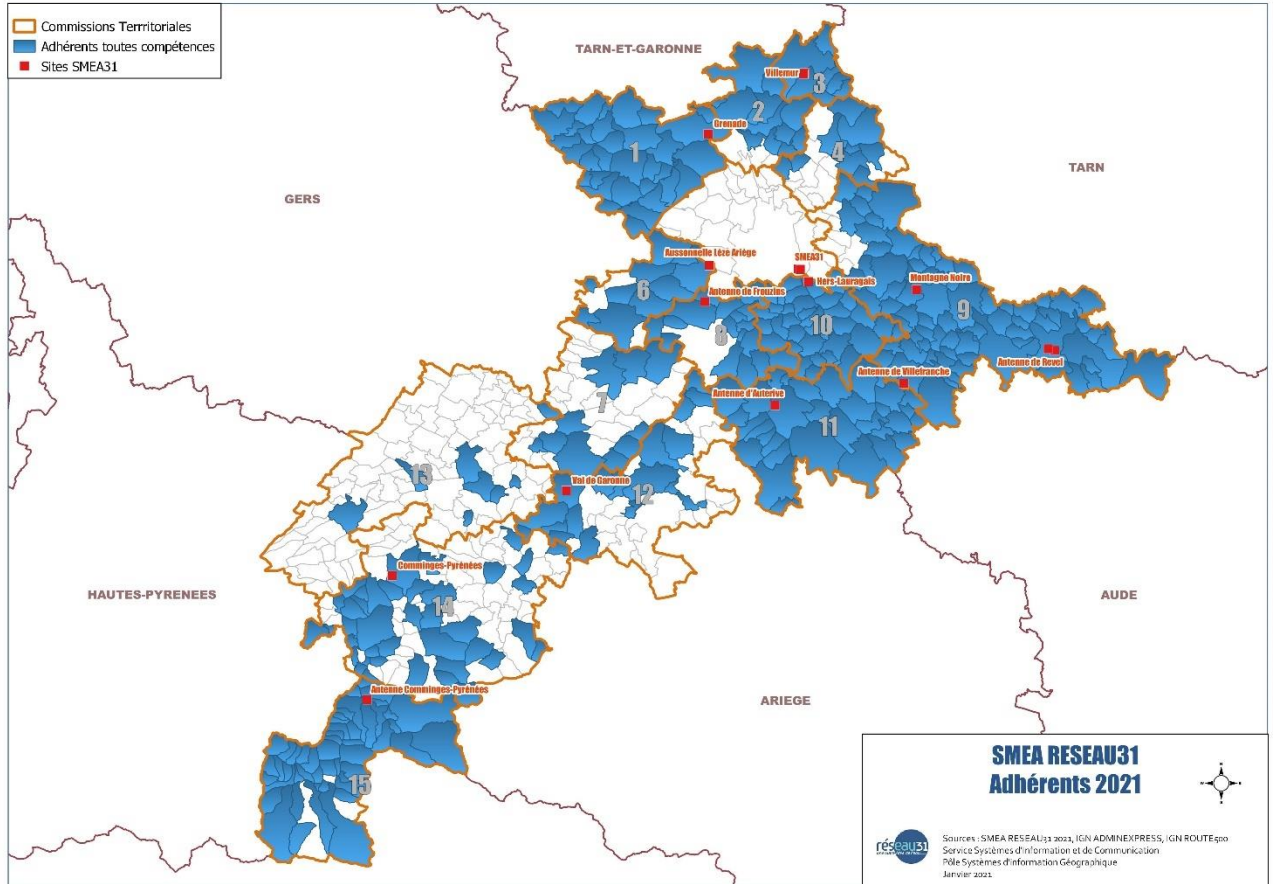 Commissions Terrritoriales
Adhérents toutes compétences
Sites SMEA31
TARN-ET-GARONNE
Villemur
3
2
Grenade
1
4
TARN
GERS
Aussonnelle Lèze Ariège
SMEA31
Hers-Lauragais
Montagne Noire
6
Antenne de Frouzins
9
10
8
Antenne de Revel
Antenne de Villefranche
7
Antenne d'Auterive
11
13
Val de Garonne
12
Comminges-Pyrénées
HAUTES-PYRENEES
14
AUDE
Antenne Comminges-Pyrénées
ARIEGE
15
SMEA RESEAU31
Adhérents 2021
réseau31
Sources : SMEA RESEAU31 2021, IGN ADMINEXPRESS, IGN ROUTE500
Service Systèmes d'Information et de Communication
Pôle Systèmes d'Information Géographique
Janvier 2021